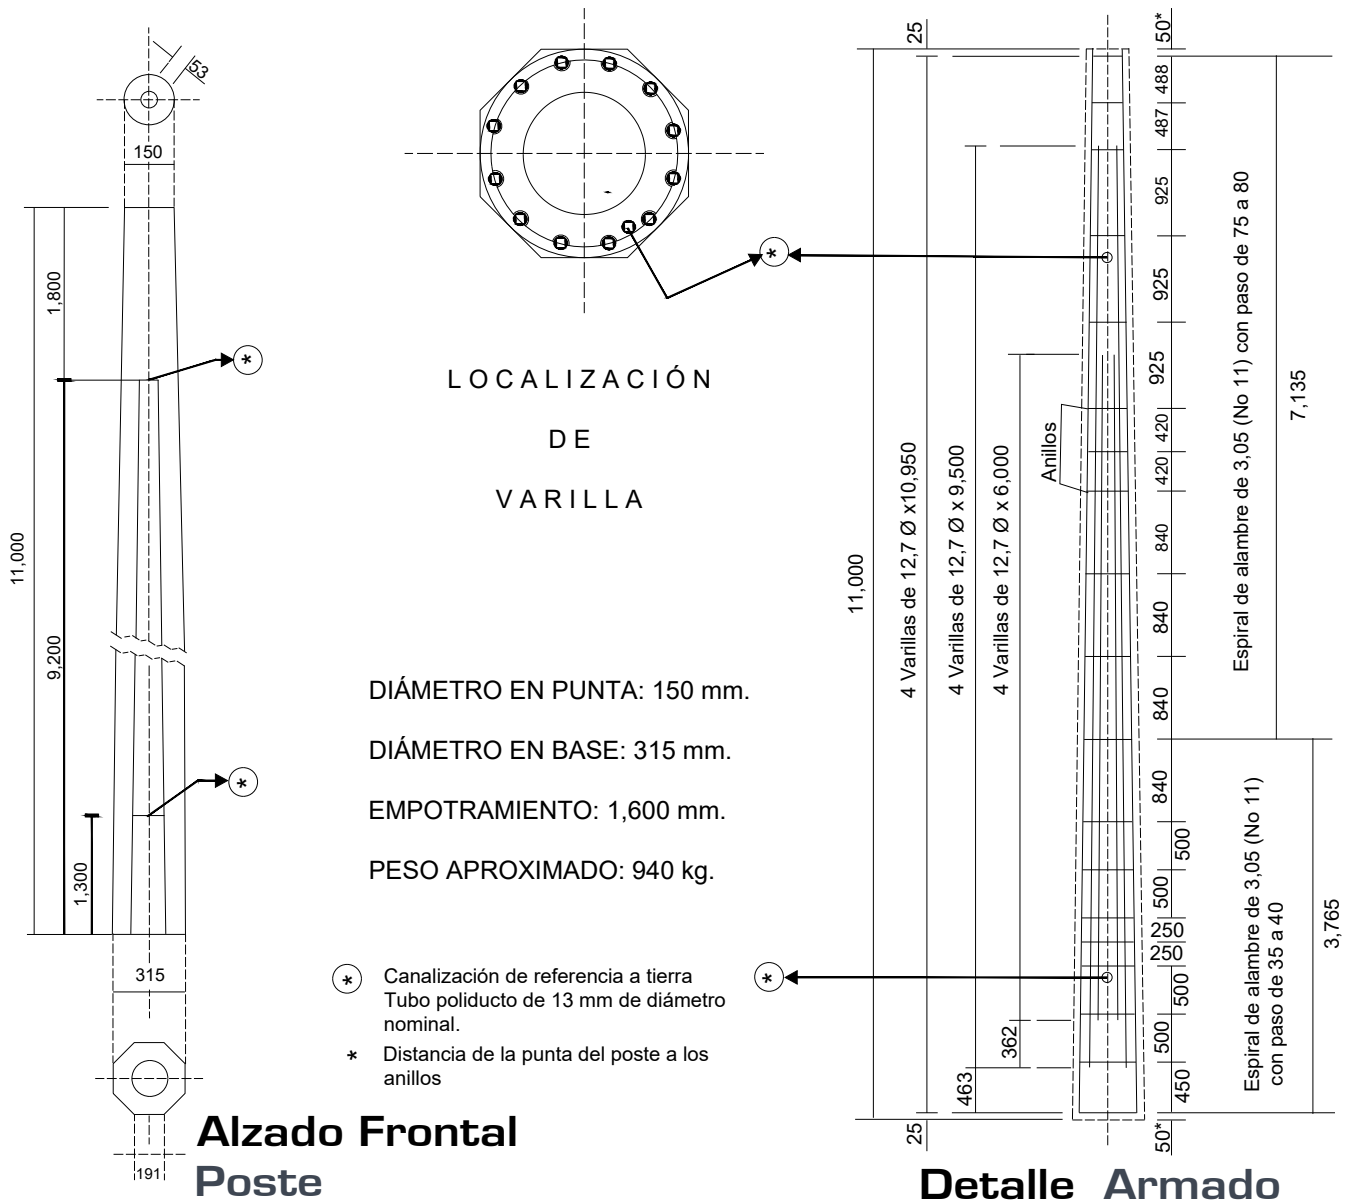 53
150
1,800
11,000
9,200
1,300
315
191
*
*
*
LOCALIZACIÓN
DE
VARILLA
DIÁMETRO EN PUNTA: 150 mm.
DIÁMETRO EN BASE: 315 mm.
EMPOTRAMIENTO: 1,600 mm.
PESO APROXIMADO: 940 kg.
* Canalización de referencia a tierra
Tubo poliducto de 13 mm de diámetro
nominal.
* Distancia de la punta del poste a los
anillos
Alzado Frontal
Poste
25
11,000
4 Varillas de 12,7 Ø x10,950
4 Varillas de 12,7 Ø x 9,500
4 Varillas de 12,7 Ø x 6,000
Anillos
*
362
463
25
50*
488
487
925
925
925
420
420
840
840
840
840
500
500
250
250
500
500
450
50*
Espiral de alambre de 3,05 (No 11) con paso de 75 a 80
7,135
Espiral de alambre de 3,05 (No 11)
con paso de 35 a 40
3,765
Detalle Armado